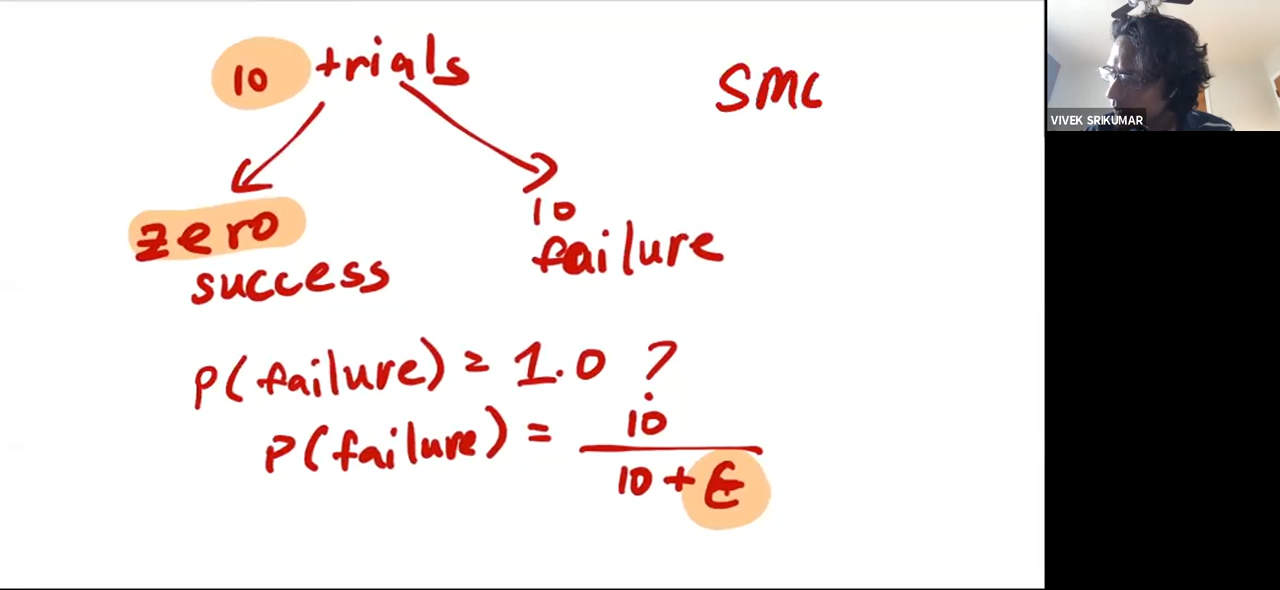 10 trials
SMC
VIVEK SRIKUMAR
zero
success
10
failure
P(failure) = 1.0 ?
P(failure) = 10
10 + ε